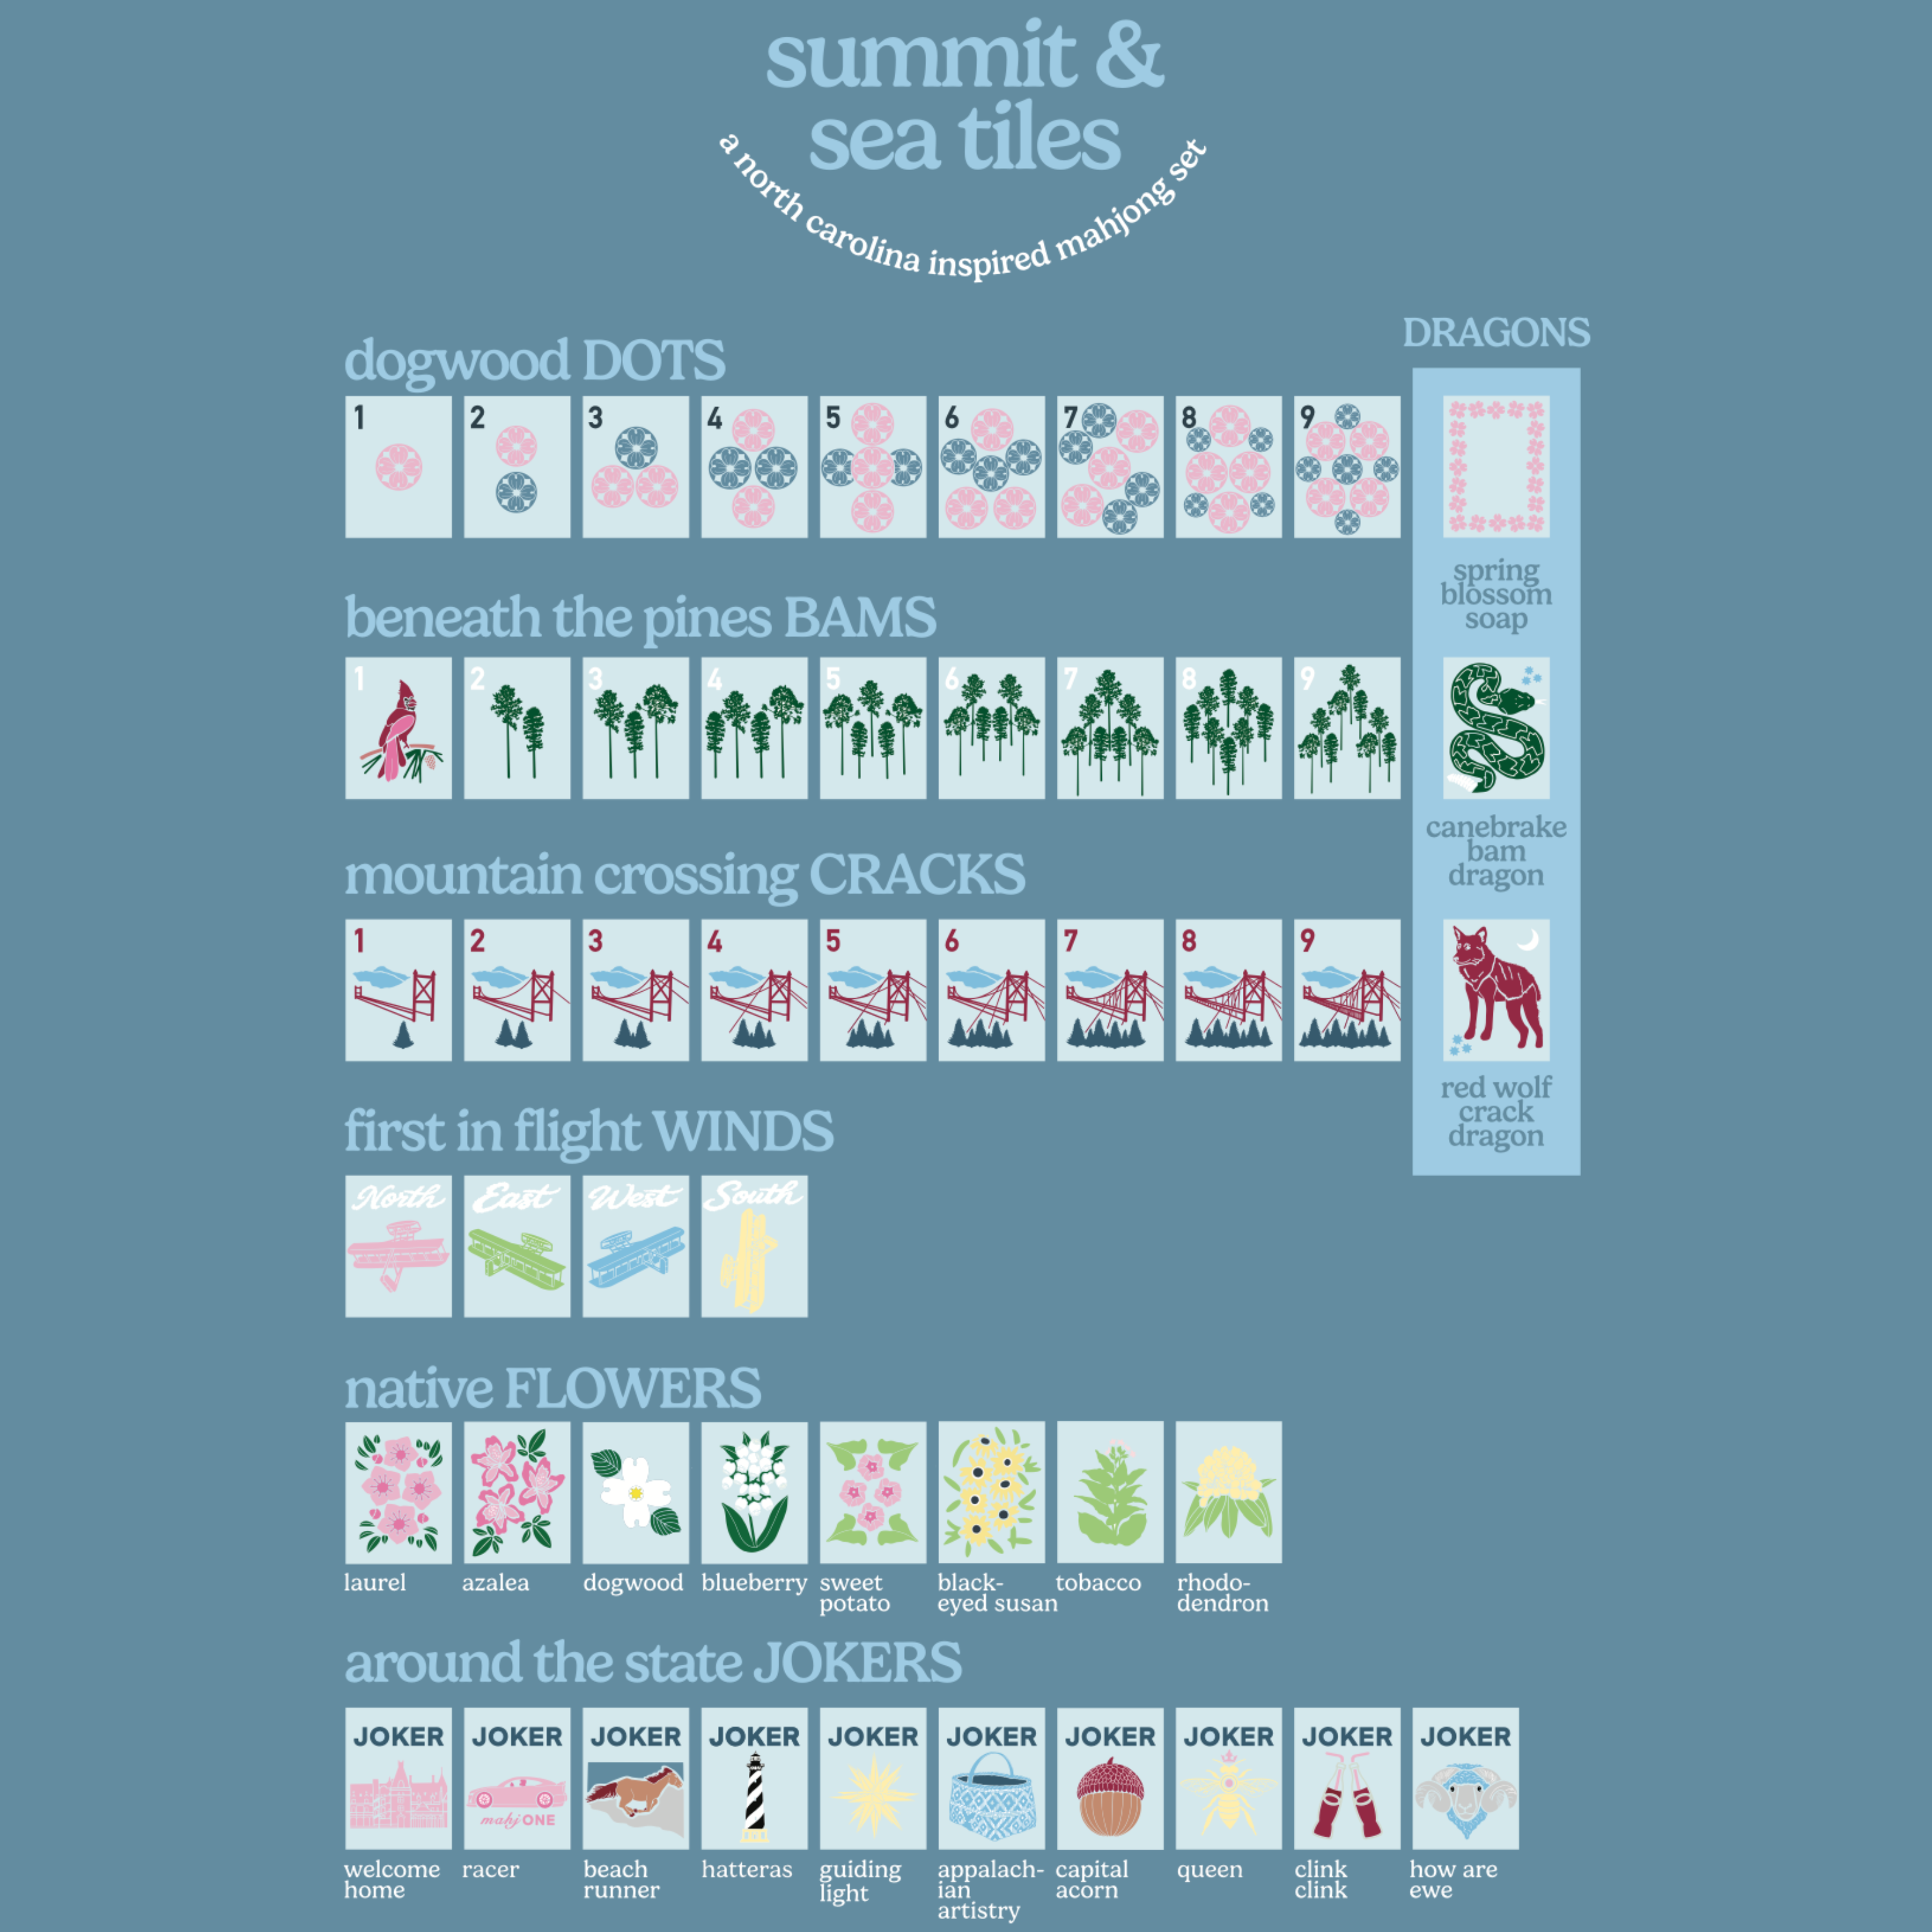 summit &
sea tiles
a north carolina inspired mahjong set
DRAGONS
dogwood DOTS
1 2 3 4 5 6 7 8 9
spring
blossom
soap
beneath the pines BAMS
1 2 3 4 5 6 7 8 9
canebrake
bam
dragon
mountain crossing CRACKS
1 2 3 4 5 6 7 8 9
red wolf
crack
dragon
first in flight WINDS
North East West South
native FLOWERS
laurel
azalea
dogwood
blueberry
sweet
potato
black-
eyed susan
tobacco
rhodo-
dendron
around the state JOKERS
JOKER JOKER JOKER JOKER JOKER JOKER JOKER JOKER JOKER JOKER
mahj ONE
welcome
home
racer
beach
runner
hatteras
guiding
light
appalach-
ian
artistry
capital
acorn
queen
clink
clink
how are
ewe